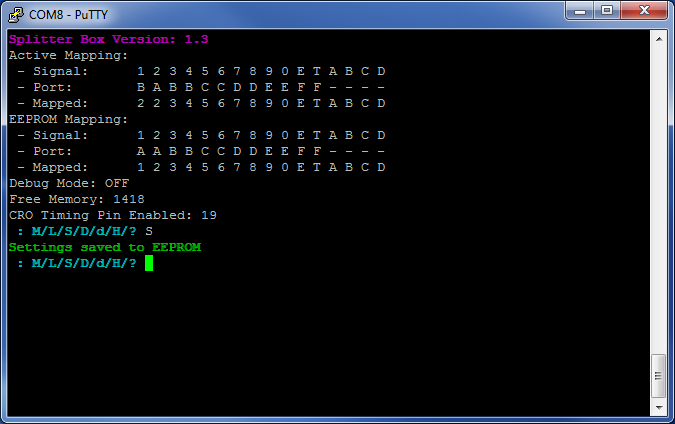 COM8 - PuTTY
Splitter Box Version: 1.3
Active Mapping:
 - Signal:      1 2 3 4 5 6 7 8 9 0 E T A B C D
 - Port:        B A B B C C D D E E F F - - - -
 - Mapped:      2 2 3 4 5 6 7 8 9 0 E T A B C D
EEPROM Mapping:
 - Signal:      1 2 3 4 5 6 7 8 9 0 E T A B C D
 - Port:        A A B B C C D D E E F F - - - -
 - Mapped:      1 2 3 4 5 6 7 8 9 0 E T A B C D
Debug Mode: OFF
Free Memory: 1418
CRO Timing Pin Enabled: 19
 : M/L/S/D/d/H/? S
Settings saved to EEPROM
 : M/L/S/D/d/H/?